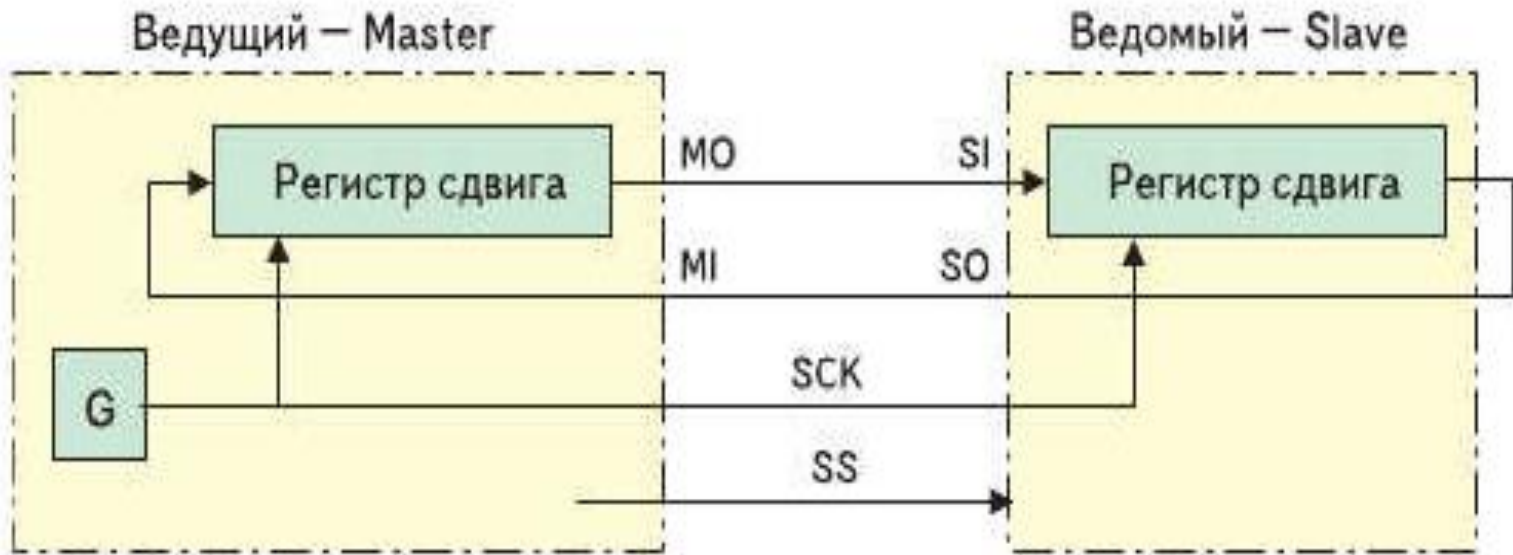 Ведущий — Master
Ведомый — Slave
Регистр сдвига
MO
SI
Регистр сдвига
MI
SO
G
SCK
SS